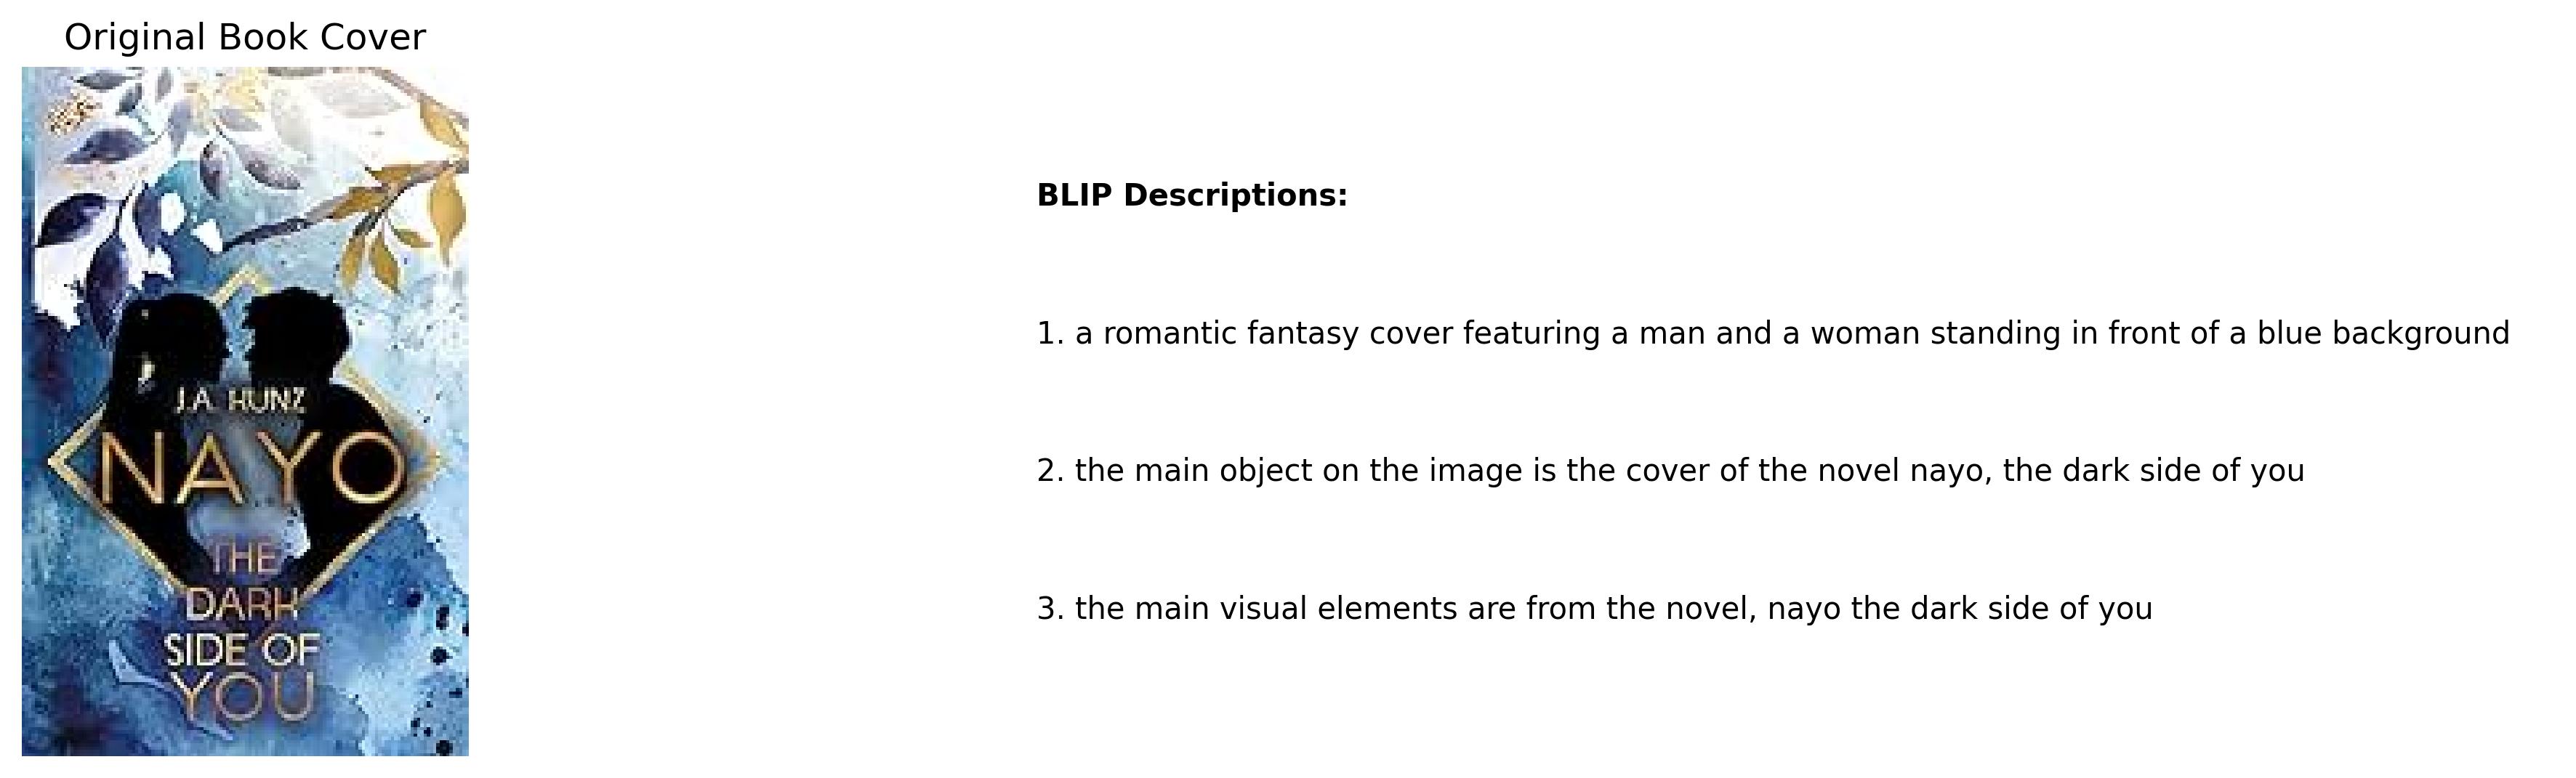 Original Book Cover
J.A. KUNZ
NAYO
THE
DARK
SIDE OF
YOU
BLIP Descriptions:
1. a romantic fantasy cover featuring a man and a woman standing in front of a blue background
2. the main object on the image is the cover of the novel nayo, the dark side of you
3. the main visual elements are from the novel, nayo the dark side of you